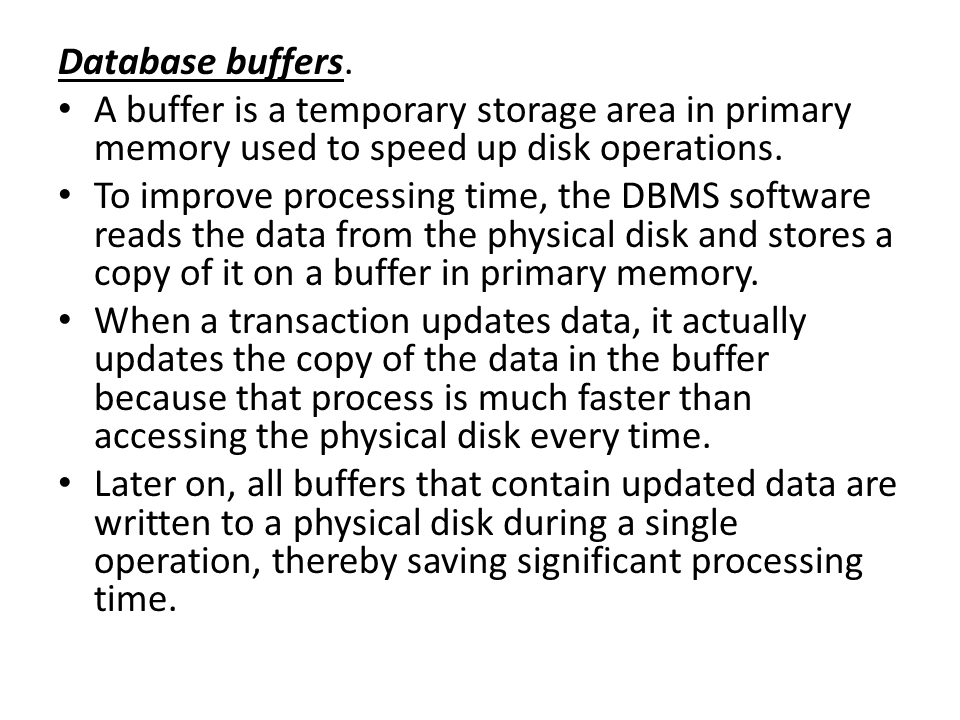 Database buffers.
• A buffer is a temporary storage area in primary
memory used to speed up disk operations.
• To improve processing time, the DBMS software
reads the data from the physical disk and stores a
copy of it on a buffer in primary memory.
• When a transaction updates data, it actually
updates the copy of the data in the buffer
because that process is much faster than
accessing the physical disk every time.
• Later on, all buffers that contain updated data are
written to a physical disk during a single
operation, thereby saving significant processing
time.